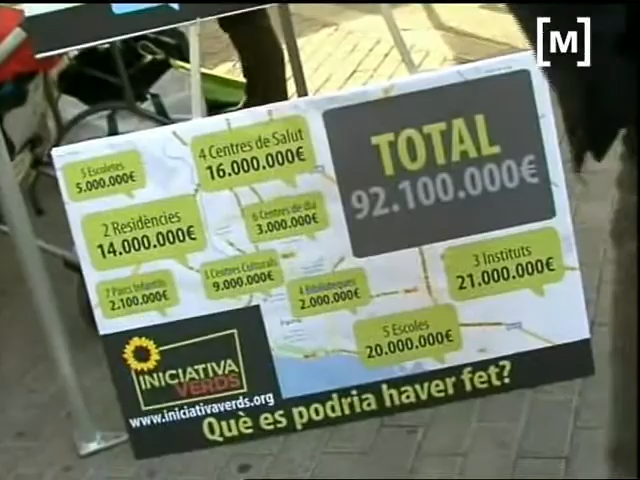 [M]
5 Escoletes
5.000.000€
4 Centres de Salut
16.000.000€
TOTAL
92.100.000€
2 Residències
14.000.000€
6 Centres de dia
3.000.000€
3 Instituts
21.000.000€
7 Parcs Infantils
2.100.000€
3 Centres Culturals
9.000.000€
4 Biblioteques
2.000.000€
5 Escoles
20.000.000€
INICIATIVA
VERDS
www.iniciativaverds.org
Què es podria haver fet?